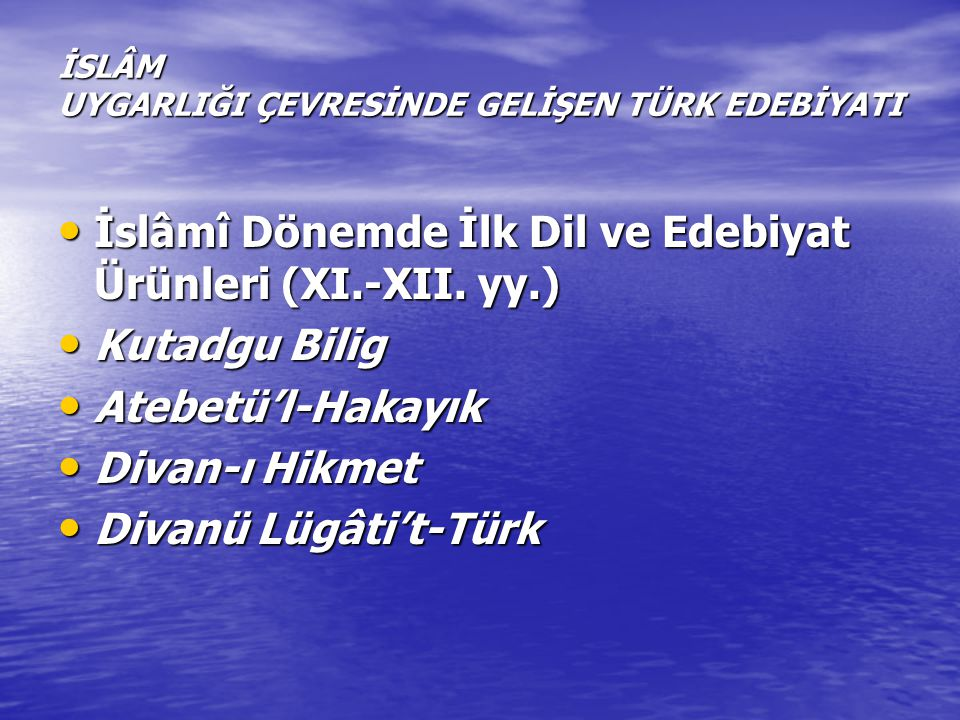 İSLÂM
UYGARLIĞI ÇEVRESİNDE GELİŞEN TÜRK EDEBİYATI
• İslâmî Dönemde İlk Dil ve Edebiyat
Ürünleri (XI.-XII. yy.)
• Kutadgu Bilig
• Atebetü’l-Hakayık
• Divan-ı Hikmet
• Divanü Lügâti’t-Türk